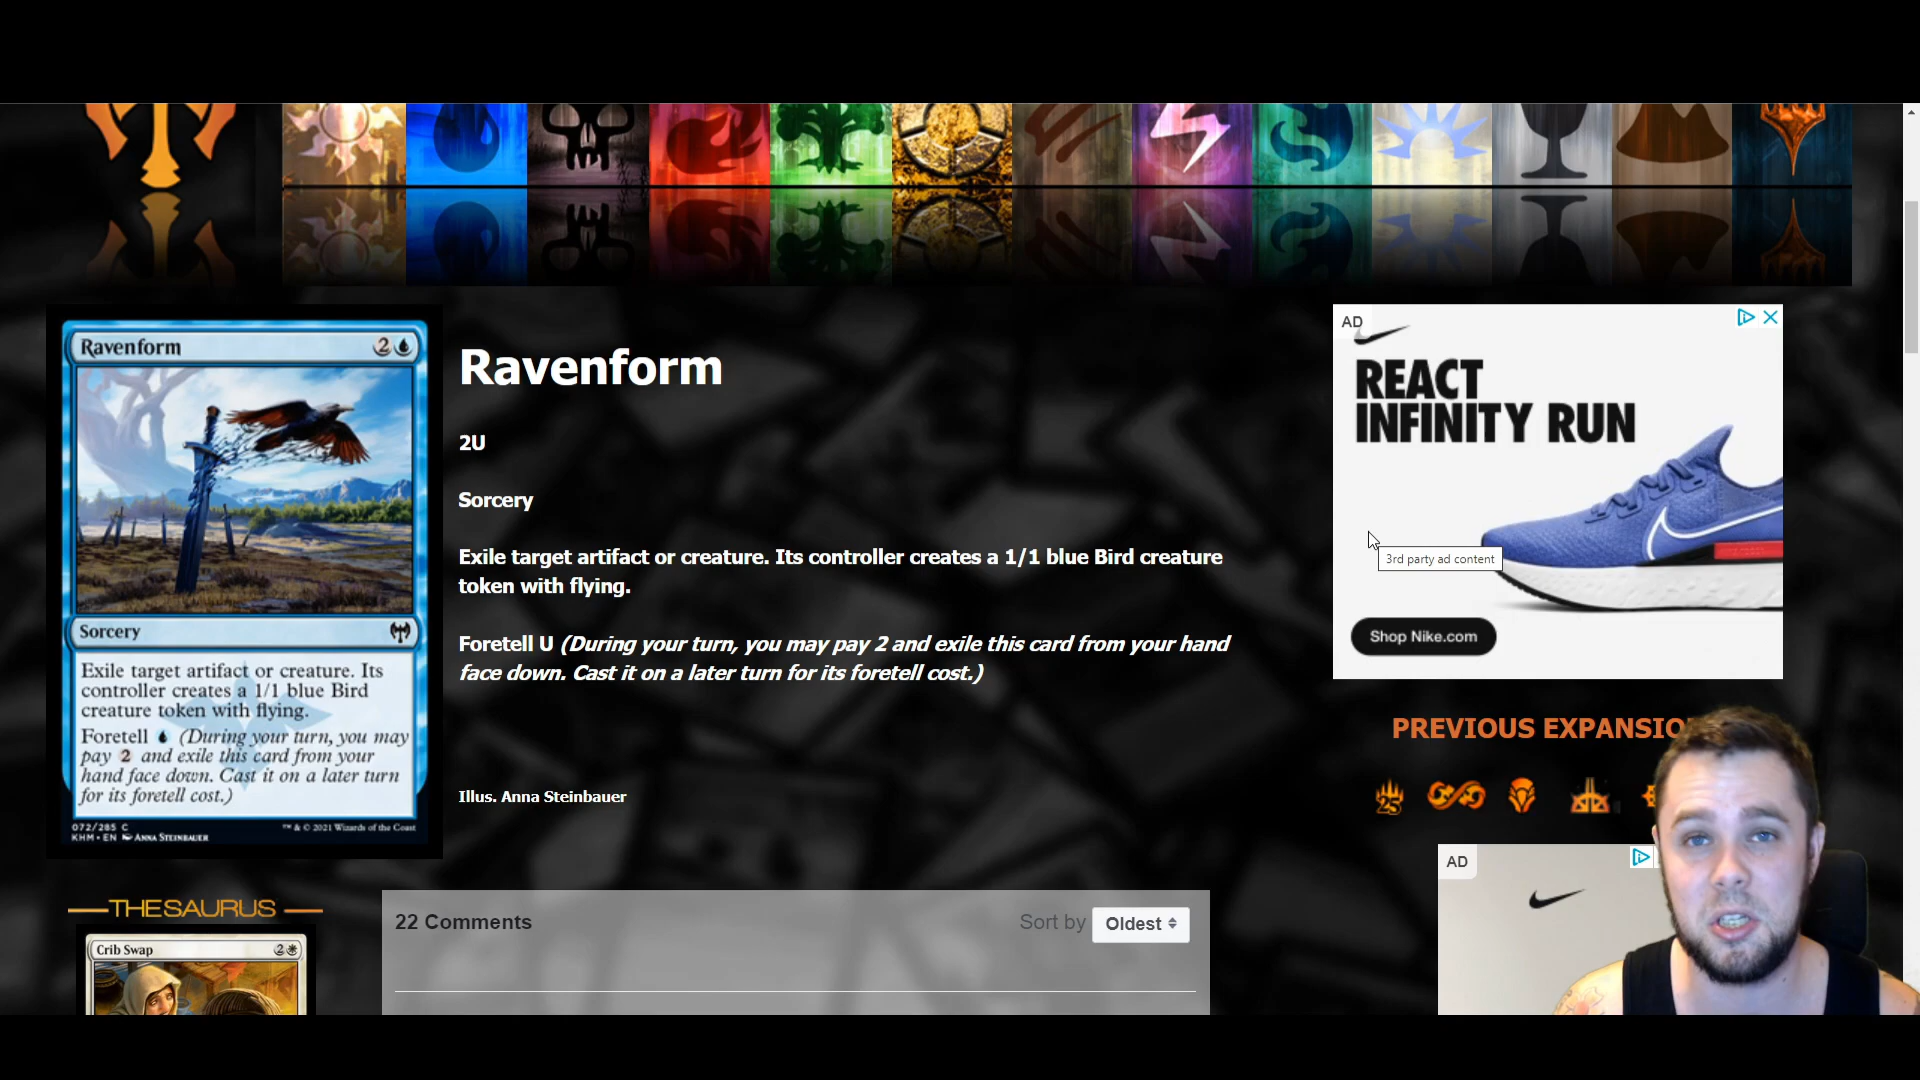 Ravenform 2
Sorcery
Exile target artifact or creature. Its
controller creates a 1/1 blue Bird
creature token with flying.
Foretell (During your turn, you may
pay 2 and exile this card from your
hand face down. Cast it on a later turn
for its foretell cost.)
072/285 C
KHM • EN ANNA STEINBAUER
™ & © 2021 Wizards of the Coast
Ravenform
2U
Sorcery
Exile target artifact or creature. Its controller creates a 1/1 blue Bird creature
token with flying.
Foretell U (During your turn, you may pay 2 and exile this card from your hand
face down. Cast it on a later turn for its foretell cost.)
Illus. Anna Steinbauer
AD
REACT
INFINITY RUN
3rd party ad content
Shop Nike.com
PREVIOUS EXPANSIO
25
AD
THESAURUS
Crib Swap 2
22 Comments
Sort by Oldest